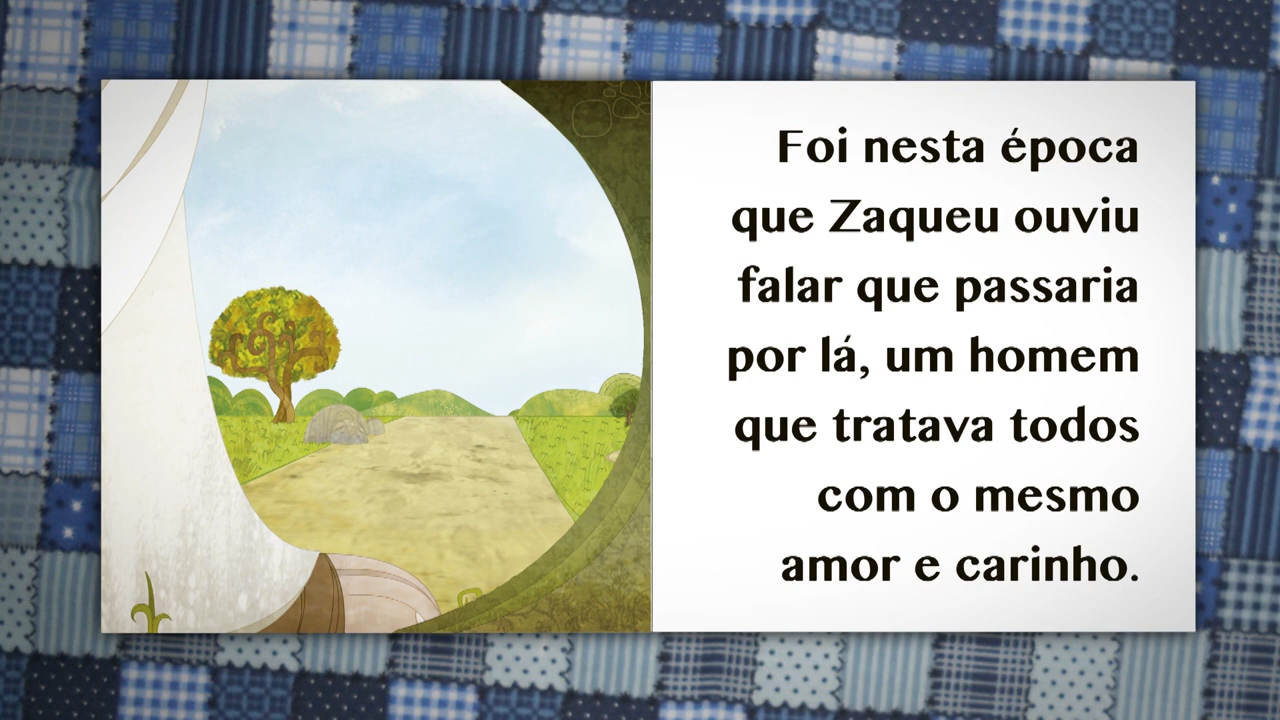 Foi nesta época
que Zaqueu ouviu
falar que passaria
por lá, um homem
que tratava todos
com o mesmo
amor e carinho.